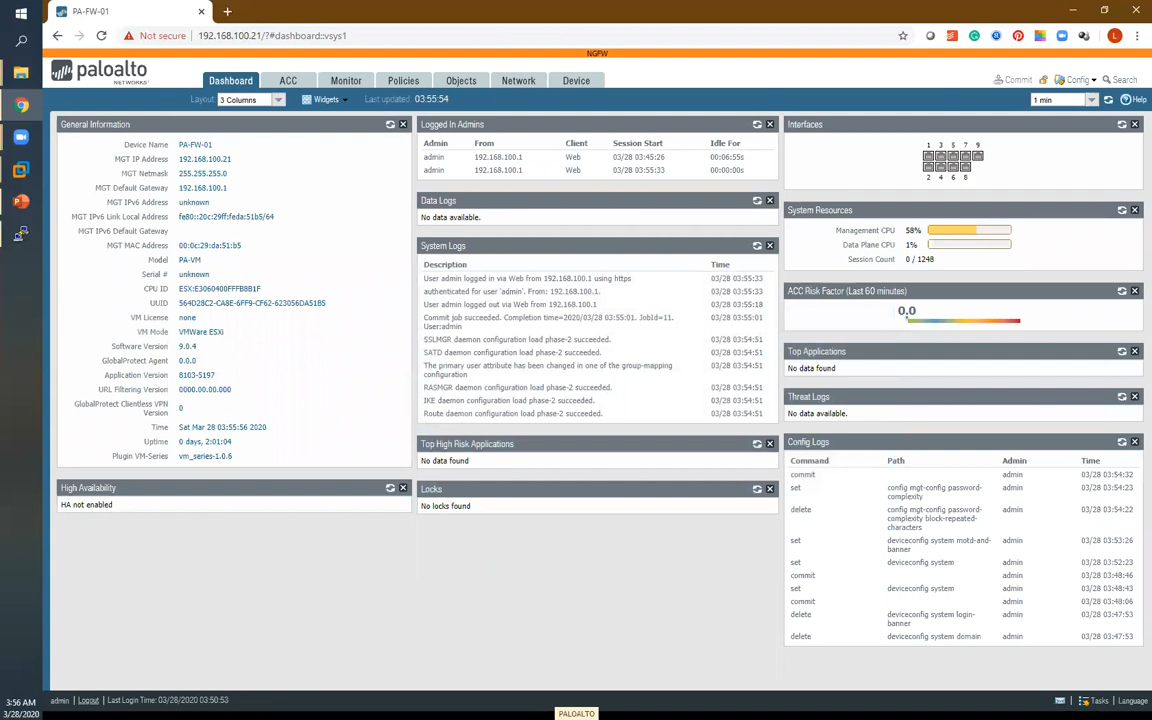 PA-FW-01
Not secure | 192.168.100.21/?#dashboard::vsys1
L
NGFW
paloalto
NETWORKS
Dashboard ACC Monitor Policies Objects Network Device
Commit Config Search
Layout 3 Columns Widgets Last updated: 03:55:54 1 min Help
General Information
Device Name PA-FW-01
MGT IP Address 192.168.100.21
MGT Netmask 255.255.255.0
MGT Default Gateway 192.168.100.1
MGT IPv6 Address unknown
MGT IPv6 Link Local Address fe80::20c:29ff:feda:51b5/64
MGT IPv6 Default Gateway
MGT MAC Address 00:0c:29:da:51:b5
Model PA-VM
Serial # unknown
CPU ID ESX:E3060400FFFB8B1F
UUID 564D28C2-CA8E-6FF9-CF62-623056DA51B5
VM License none
VM Mode VMWare ESXi
Software Version 9.0.4
GlobalProtect Agent 0.0.0
Application Version 8103-5197
URL Filtering Version 0000.00.00.000
GlobalProtect Clientless VPN
Version 0
Time Sat Mar 28 03:55:56 2020
Uptime 0 days, 2:01:04
Plugin VM-Series vm_series-1.0.6
High Availability
HA not enabled
Logged In Admins
Admin From Client Session Start Idle For
admin 192.168.100.1 Web 03/28 03:45:26 00:06:55s
admin 192.168.100.1 Web 03/28 03:55:33 00:00:00s
Data Logs
No data available.
System Logs
Description Time
User admin logged in via Web from 192.168.100.1 using https 03/28 03:55:33
authenticated for user 'admin'. From: 192.168.100.1. 03/28 03:55:33
User admin logged out via Web from 192.168.100.1 03/28 03:55:18
Commit job succeeded. Completion time=2020/03/28 03:55:01. JobId=11. 03/28 03:55:01
User:admin
SSLMGR daemon configuration load phase-2 succeeded. 03/28 03:54:51
SATD daemon configuration load phase-2 succeeded. 03/28 03:54:51
The primary user attribute has been changed in one of the group-mapping 03/28 03:54:51
configuration
RASMGR daemon configuration load phase-2 succeeded. 03/28 03:54:51
IKE daemon configuration load phase-2 succeeded. 03/28 03:54:51
Route daemon configuration load phase-2 succeeded. 03/28 03:54:51
Top High Risk Applications
No data found
Locks
No locks found
Interfaces
1 3 5 7 9
2 4 6 8
System Resources
Management CPU 58%
Data Plane CPU 1%
Session Count 0 / 1248
ACC Risk Factor (Last 60 minutes)
0.0
Top Applications
No data found
Threat Logs
No data available.
Config Logs
Command Path Admin Time
commit admin 03/28 03:54:32
set config mgt-config password- admin 03/28 03:54:23
complexity
delete config mgt-config password- admin 03/28 03:54:22
complexity block-repeated-
characters
set deviceconfig system motd-and- admin 03/28 03:53:26
banner
set deviceconfig system admin 03/28 03:52:23
commit admin 03/28 03:48:46
set deviceconfig system admin 03/28 03:48:43
commit admin 03/28 03:48:06
delete deviceconfig system login- admin 03/28 03:47:53
banner
delete deviceconfig system domain admin 03/28 03:47:53
admin | Logout | Last Login Time: 03/28/2020 03:50:53 Tasks | Language
PALOALTO
3:56 AM
3/28/2020